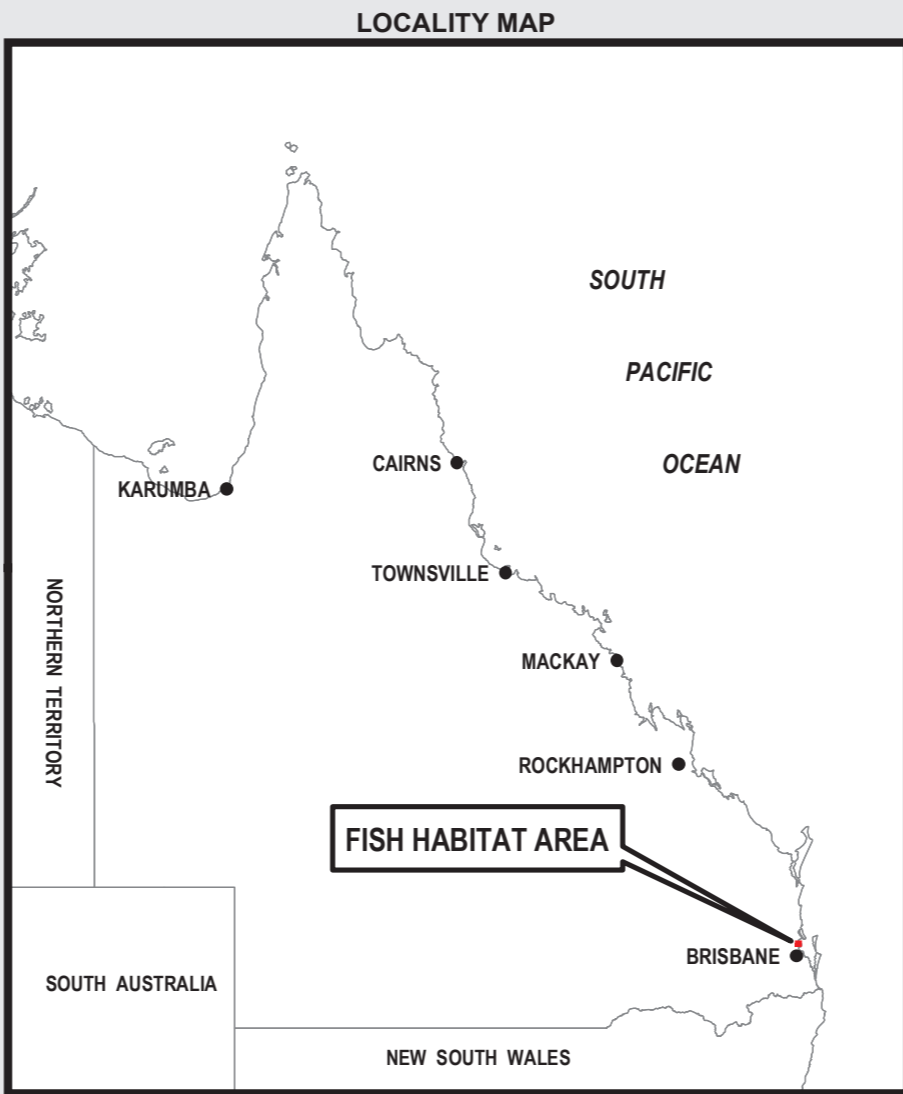 LOCALITY MAP
SOUTH
PACIFIC
OCEAN
CAIRNS
KARUMBA
TOWNSVILLE
NORTHERN TERRITORY
MACKAY
ROCKHAMPTON
FISH HABITAT AREA
BRISBANE
SOUTH AUSTRALIA
NEW SOUTH WALES